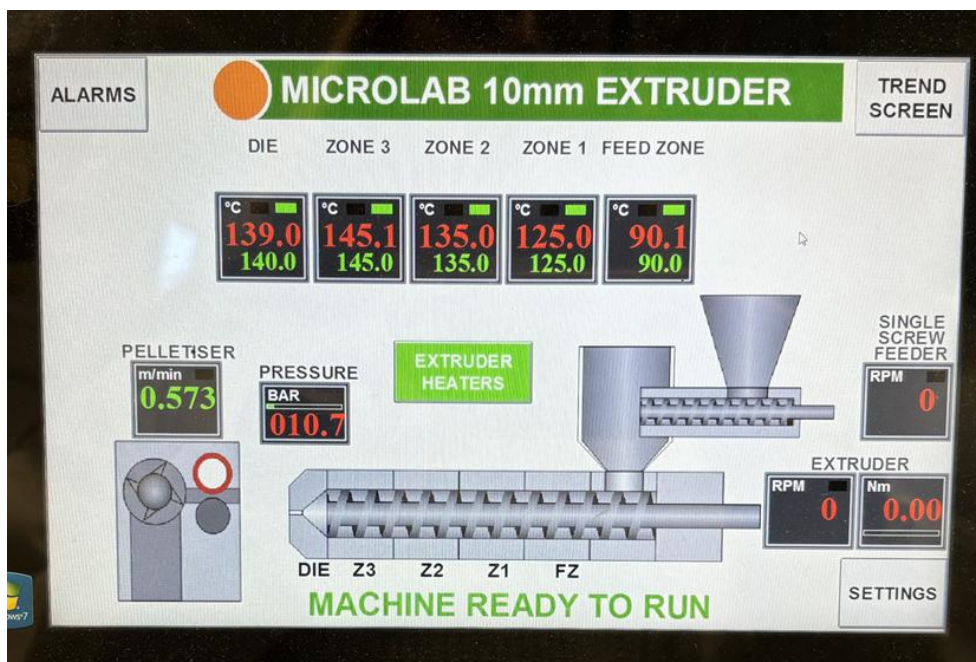 ALARMS
MICROLAB 10mm EXTRUDER
TREND
SCREEN
DIE ZONE 3 ZONE 2 ZONE 1 FEED ZONE
°C °C °C °C °C
139.0 145.1 135.0 125.0 90.1
140.0 145.0 135.0 125.0 90.0
SINGLE
SCREW
FEEDER
RPM
0
PELLETISER
m/min
0.573
PRESSURE
BAR
010.7
EXTRUDER
HEATERS
EXTRUDER
RPM Nm
0 0.00
DIE Z3 Z2 Z1 FZ
MACHINE READY TO RUN
SETTINGS